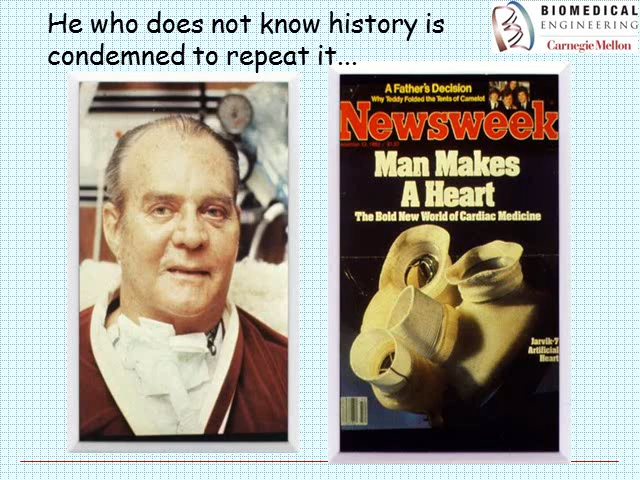 He who does not know history is
condemned to repeat it...
BIOMEDICAL
ENGINEERING
Carnegie Mellon
A Father's Decision
Why Teddy Folded the Tents of Camelot
Newsweek
Man Makes
A Heart
The Bold New World of Cardiac Medicine
Jarvik-7
Artificial
Heart